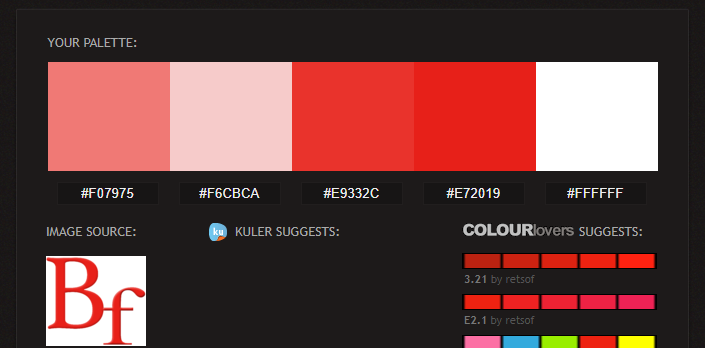 YOUR PALETTE:
#F07975
#F6CBCA
#E9332C
#E72019
#FFFFFF
IMAGE SOURCE:
ku KULER SUGGESTS:
COLOURlovers SUGGESTS:
Bf
3.21 by retsof
E2.1 by retsof